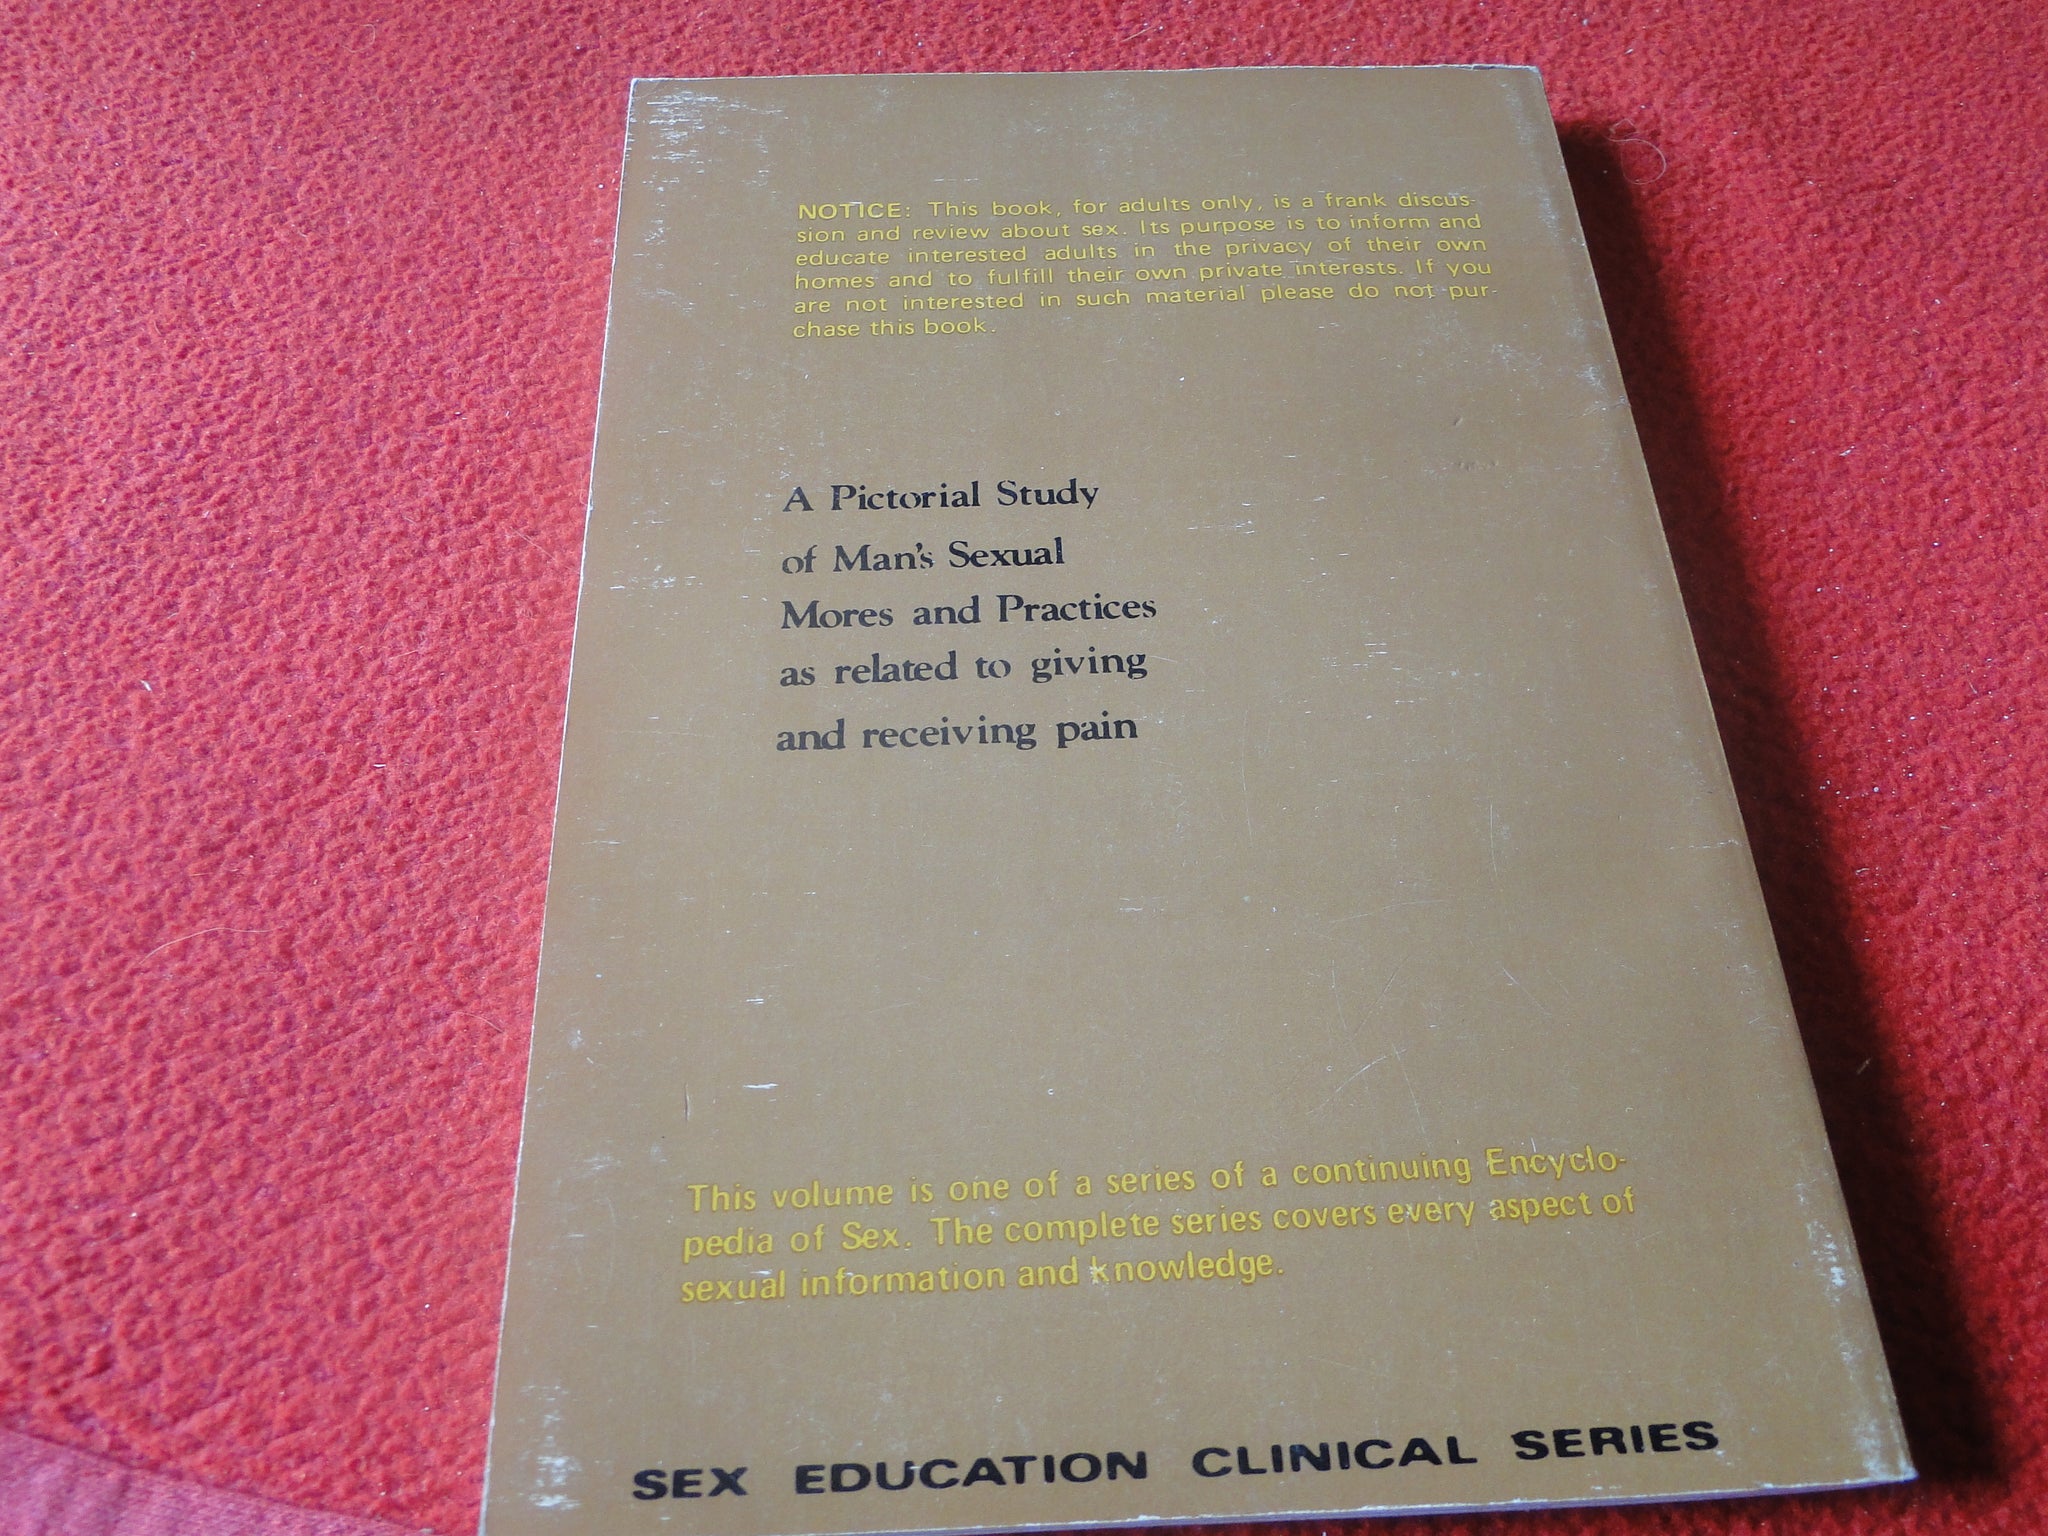 NOTICE: This book, for adults only, is a frank discus-
sion and review about sex. Its purpose is to inform and
educate interested adults in the privacy of their own
homes and to fulfill their own private interests. If you
are not interested in such material please do not pur-
chase this book.
A Pictorial Study
of Man's Sexual
Mores and Practices
as related to giving
and receiving pain
This volume is one of a series of a continuing Encyclo-
pedia of Sex. The complete series covers every aspect of
sexual information and knowledge.
SEX EDUCATION CLINICAL SERIES